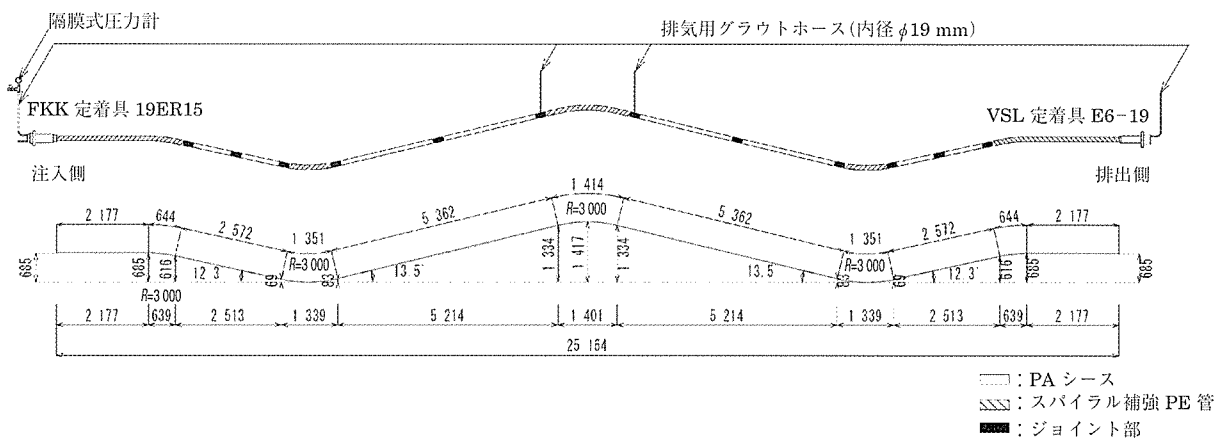 隔膜式圧力計
排気用グラウトホース(内径φ19 mm)
FKK 定着具 19ER15
VSL 定着具 E6-19
注入側
排出側
1 414
2 177 644 2 572 1 351 5 362 R=3 000 5 362 1 351 2 572 644 2 177
685 685 616 12.3 69 R=3 000 83 13.5 1 334 1 417 1 334 13.5 83 R=3 000 69 12.3 616 685 685
R=3 000
2 177 639 2 513 1 339 5 214 1 401 5 214 1 339 2 513 639 2 177
25 164
: PA シース
: スパイラル補強 PE 管
: ジョイント部